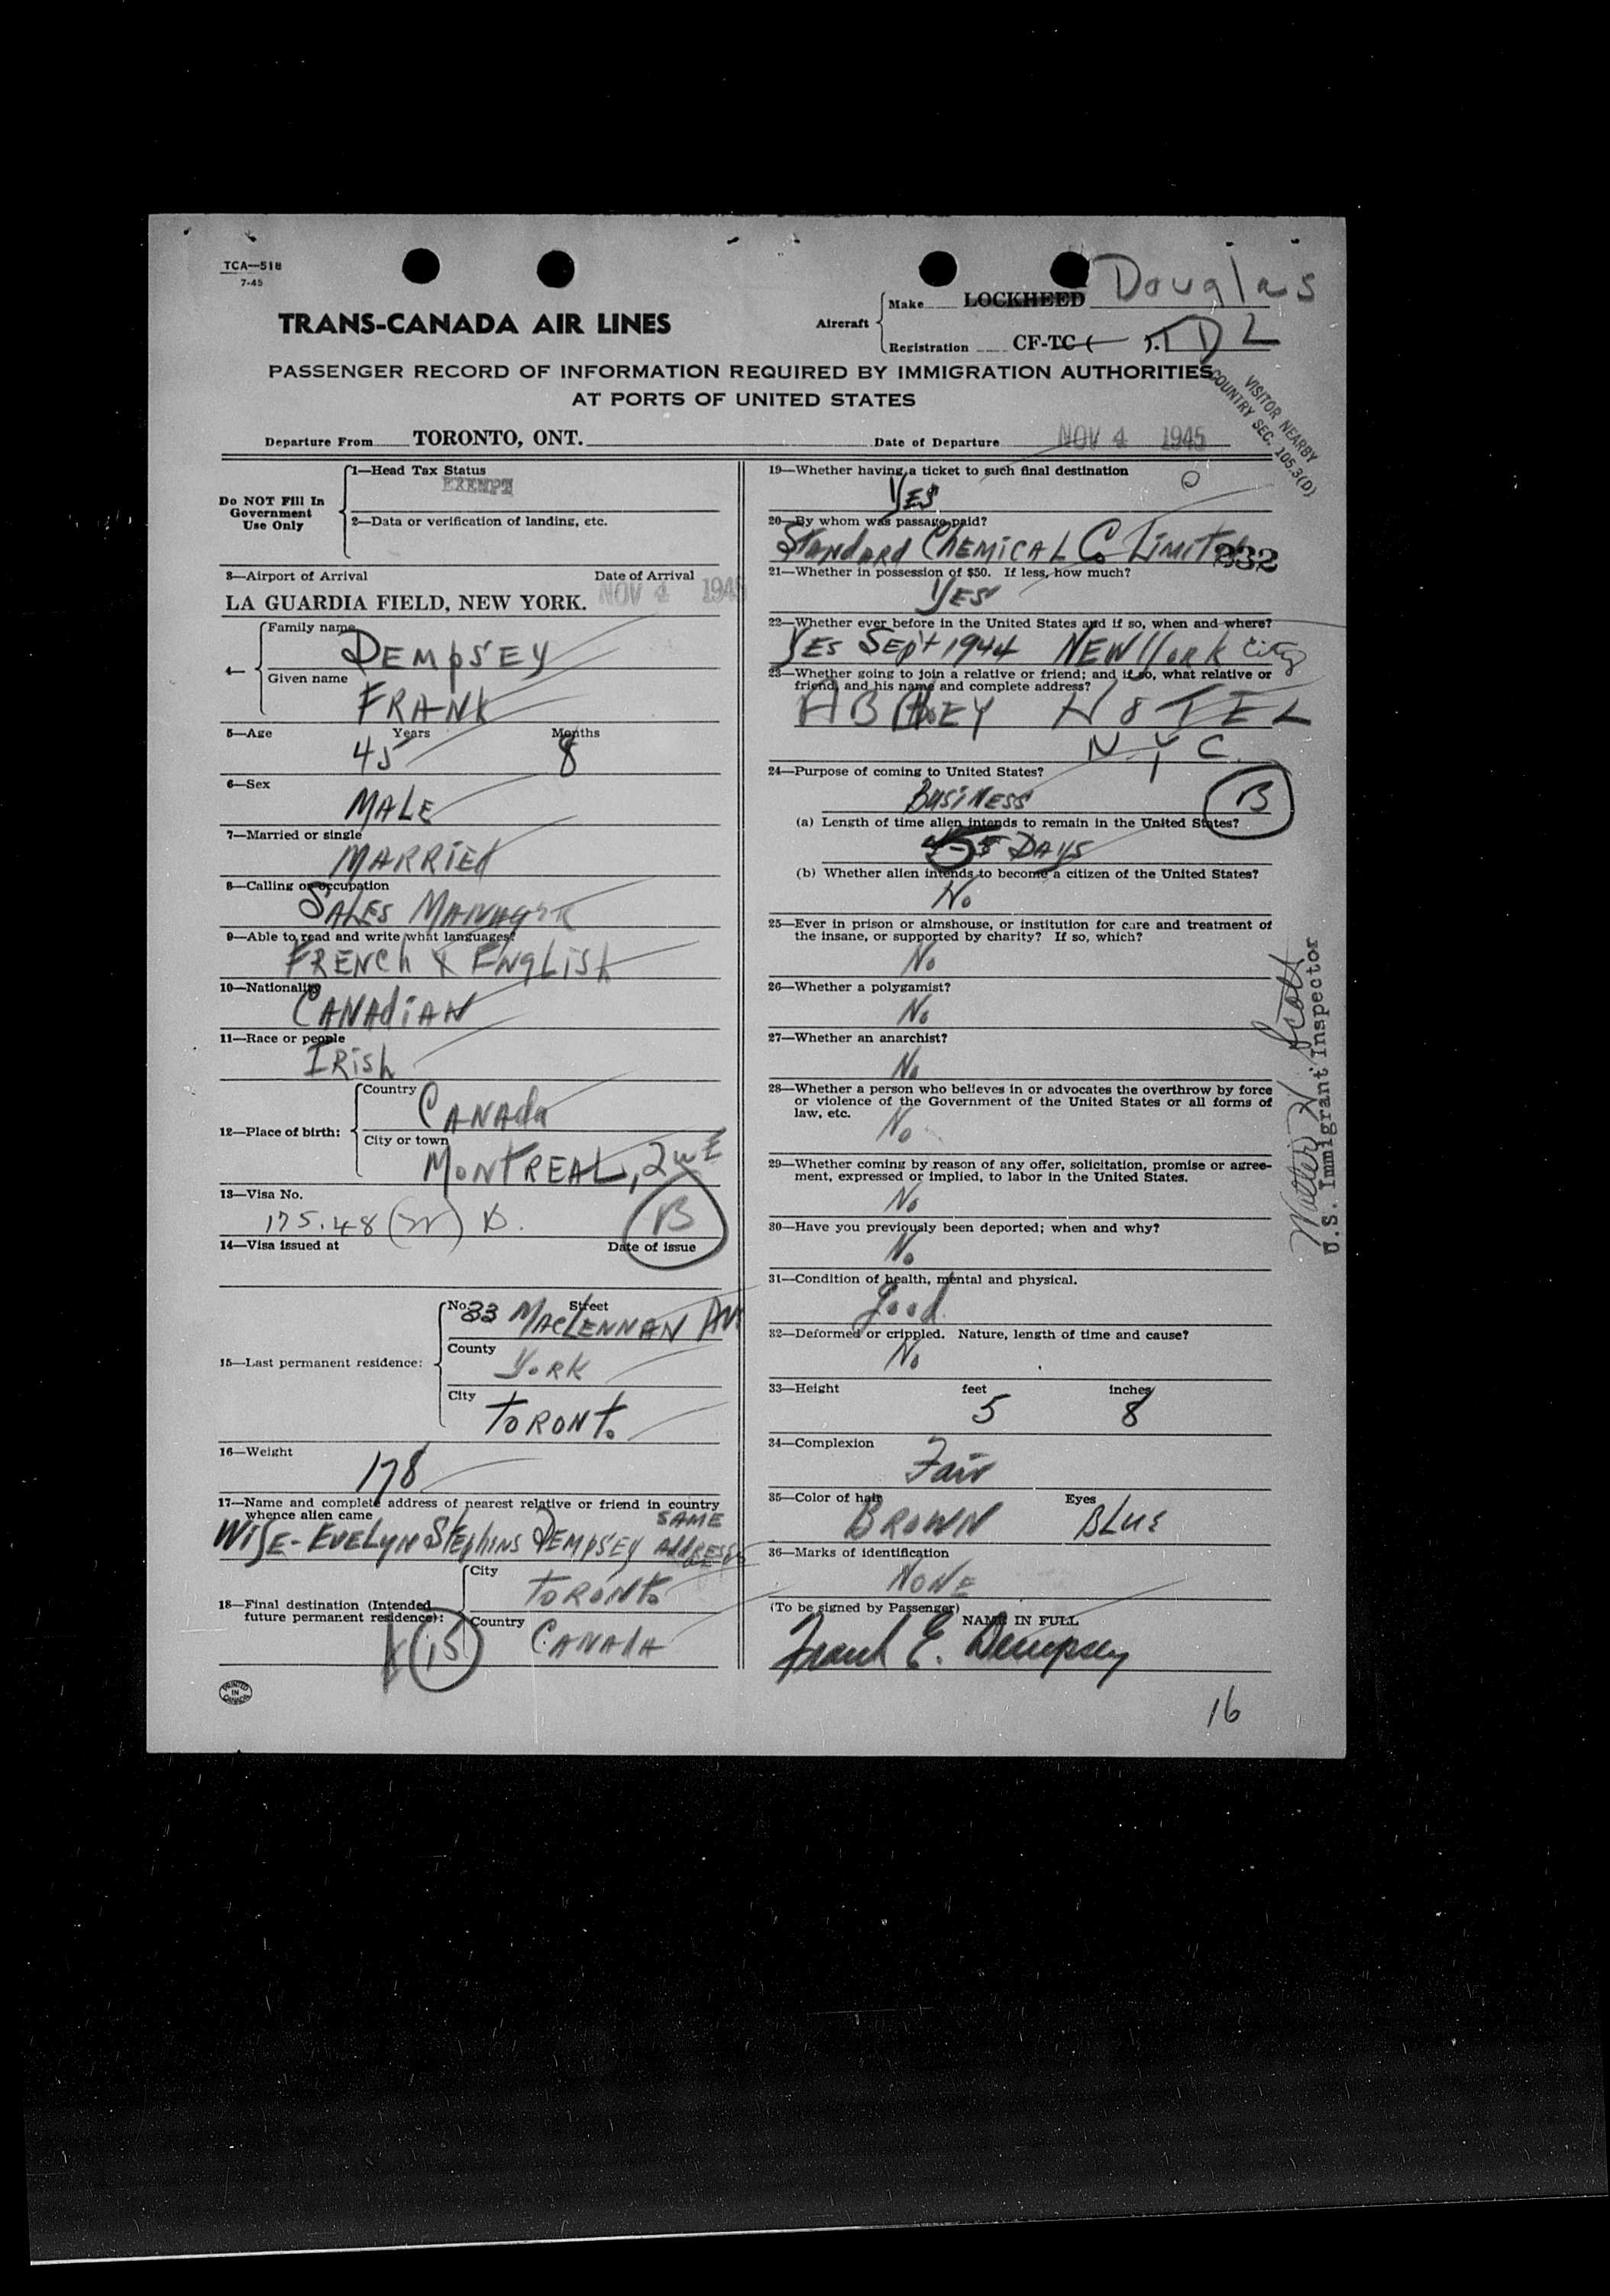 TCA—518
7-45
TRANS-CANADA AIR LINES
Aircraft
Make LOCKHEED Douglas
Registration CF-TC ( ). TDL
PASSENGER RECORD OF INFORMATION REQUIRED BY IMMIGRATION AUTHORITIES
AT PORTS OF UNITED STATES
VISITOR NEARBY
COUNTRY SEC. 105.3(D)
Departure From TORONTO, ONT. Date of Departure NOV 4 1945
Do NOT Fill In
Government
Use Only
1—Head Tax Status
EXEMPT
2—Data or verification of landing, etc.
3—Airport of Arrival Date of Arrival
LA GUARDIA FIELD, NEW YORK. NOV 4 1945
4—
Family name
DEMPSEY
Given name
FRANK
5—Age Years Months
45 8
6—Sex
MALE
7—Married or single
MARRIEd
8—Calling or occupation
SALES MANAGER
9—Able to read and write what languages?
FRENCh & ENgLiSh
10—Nationality
CANAdiAN
11—Race or people
IRish
12—Place of birth:
Country
CANAda
City or town
MONTREAL,
13—Visa No.
175.48 B
14—Visa issued at Date of issue
15—Last permanent residence:
No. Street
33 MACLENNAN AV
County
YORK
City
TORONTo
16—Weight
178
17—Name and complete address of nearest relative or friend in country
whence alien came SAME
WifE - EvELyN StEphINS DEMPSEY AddRESS
18—Final destination (Intended
future permanent residence):
City
TORONTo
Country
CANAdA
15
PRINTED
IN
CANADA
19—Whether having a ticket to such final destination
YES
20—By whom was passage paid?
STANDARD CHEMICAL Co LIMITEd 232
21—Whether in possession of $50. If less, how much?
YES
22—Whether ever before in the United States and if so, when and where?
YES SEpt 1944 NEW York City
23—Whether going to join a relative or friend; and if so, what relative or
friend, and his name and complete address?
ABBEY HOTEL
N.Y.C.
24—Purpose of coming to United States?
BUSINESS B
(a) Length of time alien intends to remain in the United States?
5 DAYS
(b) Whether alien intends to become a citizen of the United States?
No
25—Ever in prison or almshouse, or institution for care and treatment of
the insane, or supported by charity? If so, which?
No
26—Whether a polygamist?
No
27—Whether an anarchist?
No
28—Whether a person who believes in or advocates the overthrow by force
or violence of the Government of the United States or all forms of
law, etc.
No
29—Whether coming by reason of any offer, solicitation, promise or agree-
ment, expressed or implied, to labor in the United States.
No
30—Have you previously been deported; when and why?
No
31—Condition of health, mental and physical.
good
32—Deformed or crippled. Nature, length of time and cause?
No
33—Height feet inches
5 8
34—Complexion
Fair
35—Color of hair Eyes
BROWN BLUE
36—Marks of identification
NONE
(To be signed by Passenger) NAME IN FULL
Frank E. Dempsey
16
Walter N Scott
U.S. Immigrant Inspector